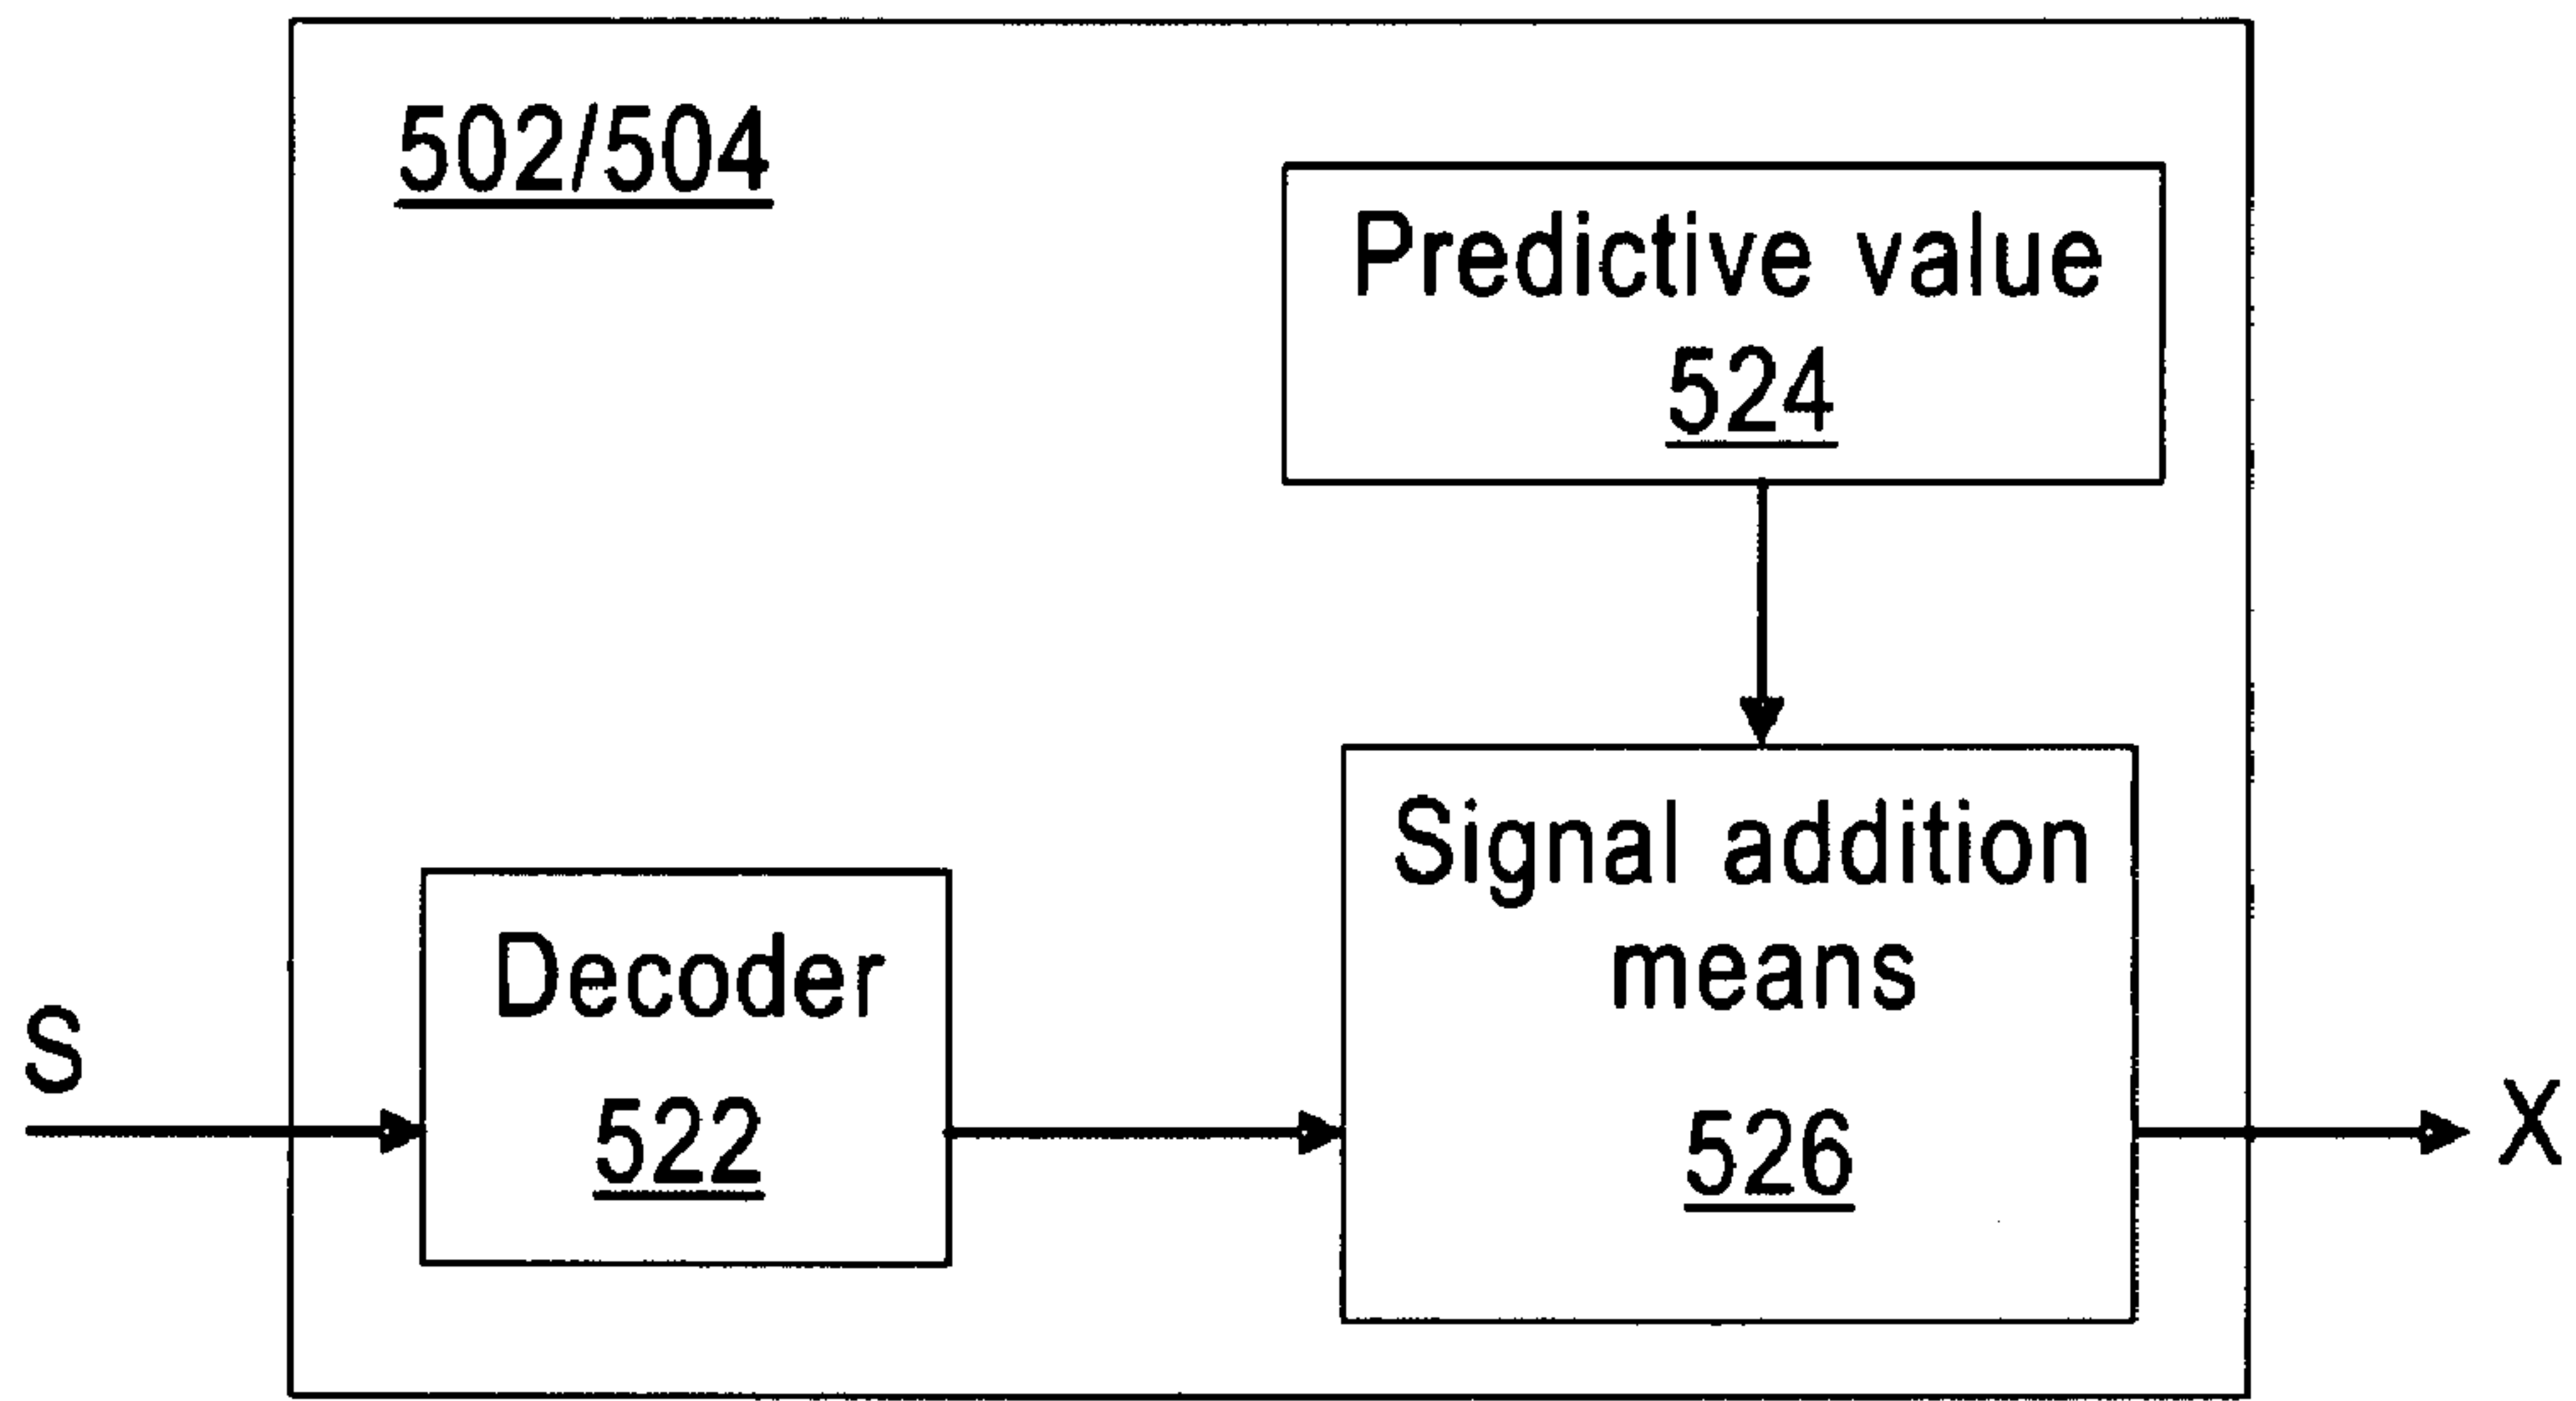 502/504
Predictive value
524
Signal addition
means
526
Decoder
522
S
X